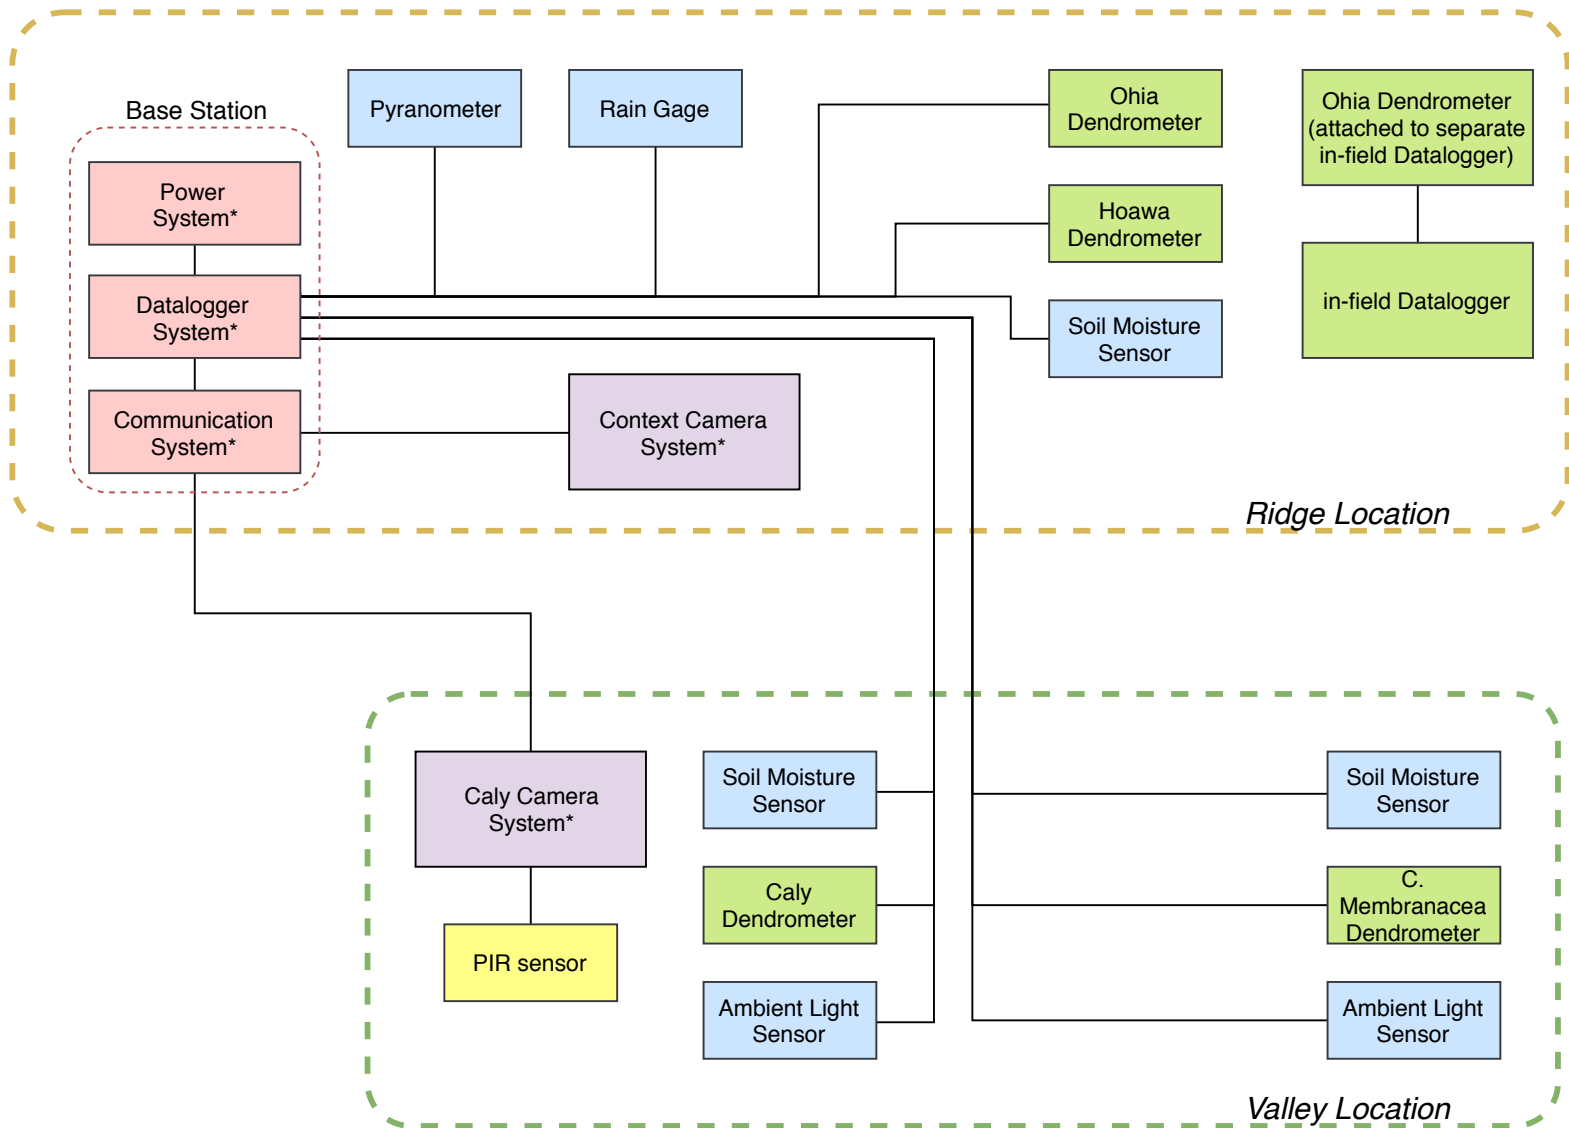 Base Station
Power
System*
Datalogger
System*
Communication
System*
Pyranometer
Rain Gage
Ohia
Dendrometer
Hoawa
Dendrometer
Soil Moisture
Sensor
Ohia Dendrometer
(attached to separate
in-field Datalogger)
in-field Datalogger
Context Camera
System*
Ridge Location
Caly Camera
System*
PIR sensor
Soil Moisture
Sensor
Caly
Dendrometer
Ambient Light
Sensor
Soil Moisture
Sensor
C.
Membranacea
Dendrometer
Ambient Light
Sensor
Valley Location